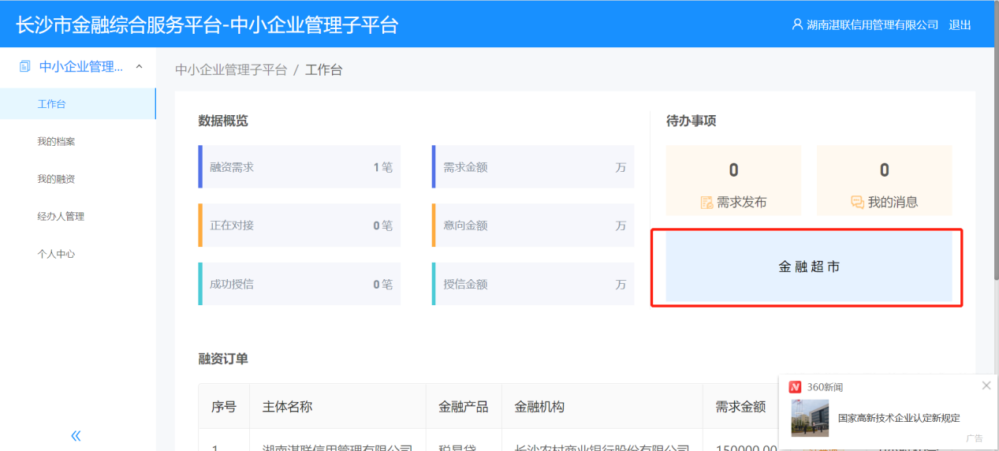 长沙市金融综合服务平台-中小企业管理子平台
湖南湛联信用管理有限公司 退出
中小企业管理...
工作台
我的档案
我的融资
经办人管理
个人中心
中小企业管理子平台 / 工作台
数据概览
融资需求 1 笔
需求金额 万
正在对接 0 笔
意向金额 万
成功授信 0 笔
授信金额 万
待办事项
0
需求发布
0
我的消息
金融超市
融资订单
序号 主体名称 金融产品 金融机构 需求金额
1 湖南湛联信用管理有限公司 税易贷 长沙农村商业银行股份有限公司 150000.00
360新闻
国家高新技术企业认定新规定
广告